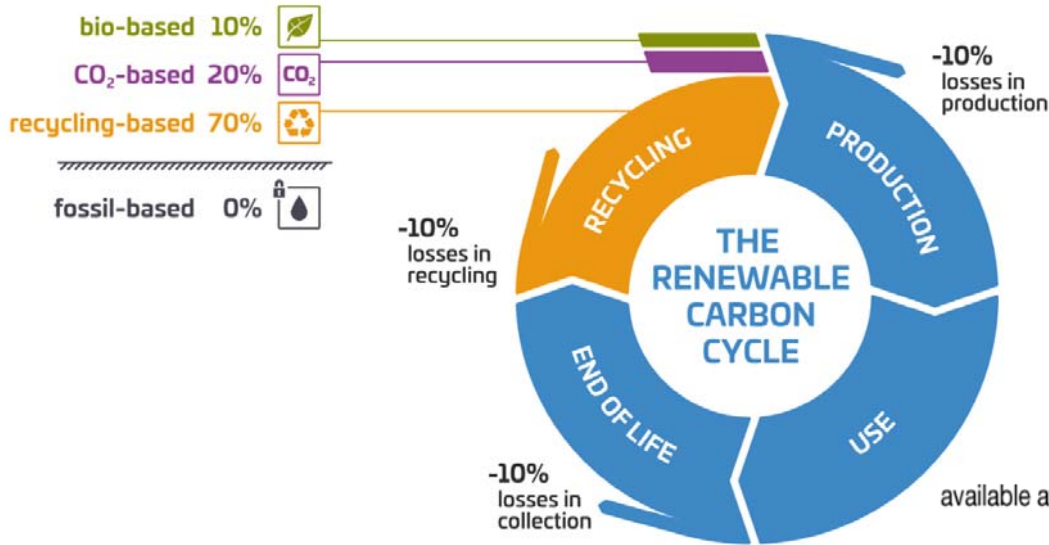 bio-based 10%
CO₂-based 20% CO₂
recycling-based 70%
fossil-based 0%
-10%
losses in
production
PRODUCTION
RECYCLING
-10%
losses in
recycling
THE
RENEWABLE
CARBON
CYCLE
END OF LIFE
USE
-10%
losses in
collection
available a